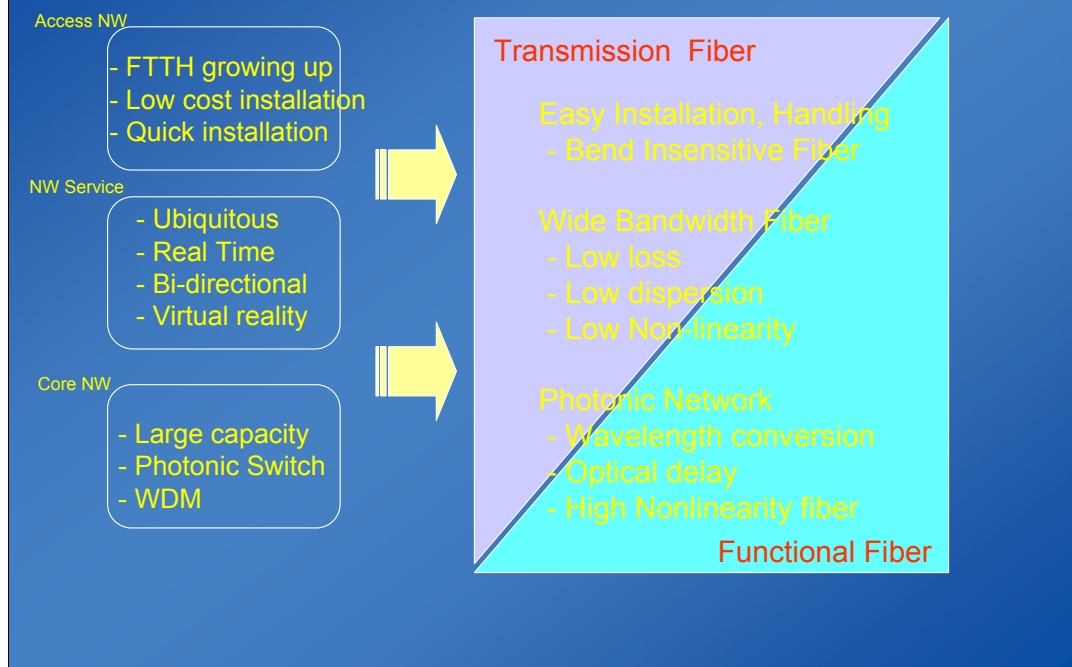 Access NW
- FTTH growing up
- Low cost installation
- Quick installation
NW Service
- Ubiquitous
- Real Time
- Bi-directional
- Virtual reality
Core NW
- Large capacity
- Photonic Switch
- WDM
Transmission Fiber
Easy Installation, Handling
- Bend Insensitive Fiber
Wide Bandwidth Fiber
- Low loss
- Low dispersion
- Low Non-linearity
Photonic Network
- Wavelength conversion
- Optical delay
- High Nonlinearity fiber
Functional Fiber